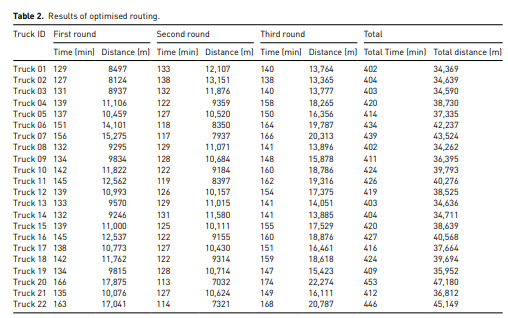 Table 2. Results of optimised routing.
Truck ID First round Second round Third round Total
Time (min) Distance (m) Time (min) Distance (m) Time (min) Distance (m) Total Time (min) Total distance (m)
Truck 01 129 8497 133 12,107 140 13,764 402 34,369
Truck 02 127 8124 138 13,151 138 13,365 404 34,639
Truck 03 131 8937 132 11,876 140 13,777 403 34,590
Truck 04 139 11,106 122 9359 158 18,265 420 38,730
Truck 05 137 10,459 127 10,520 150 16,356 414 37,335
Truck 06 151 14,101 118 8350 164 19,787 434 42,237
Truck 07 156 15,275 117 7937 166 20,313 439 43,524
Truck 08 132 9295 129 11,071 141 13,896 402 34,262
Truck 09 134 9834 128 10,684 148 15,878 411 36,395
Truck 10 142 11,822 122 9184 160 18,786 424 39,793
Truck 11 145 12,562 119 8397 162 19,316 426 40,276
Truck 12 139 10,993 126 10,157 154 17,375 419 38,525
Truck 13 133 9570 129 11,015 141 14,051 403 34,636
Truck 14 132 9246 131 11,580 141 13,885 404 34,711
Truck 15 139 11,000 125 10,111 155 17,529 420 38,639
Truck 16 145 12,537 122 9155 160 18,876 427 40,568
Truck 17 138 10,773 127 10,430 151 16,461 416 37,664
Truck 18 142 11,762 122 9314 159 18,618 424 39,694
Truck 19 134 9815 128 10,714 147 15,423 409 35,952
Truck 20 166 17,875 113 7032 174 22,274 453 47,180
Truck 21 135 10,076 127 10,624 149 16,111 412 36,812
Truck 22 163 17,041 114 7321 168 20,787 446 45,149